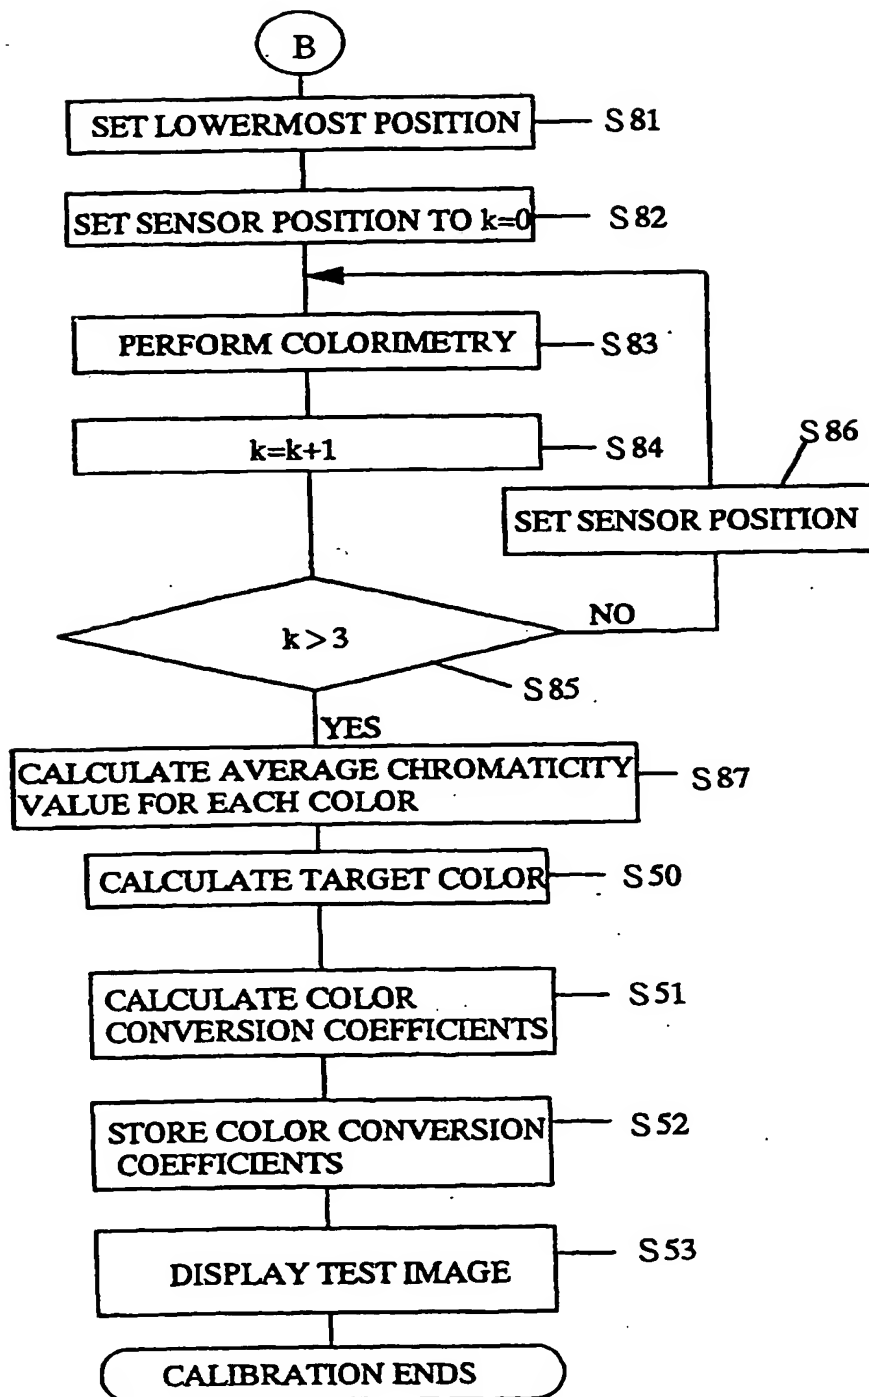 B
SET LOWERMOST POSITION
S81
SET SENSOR POSITION TO k=0
S82
PERFORM COLORIMETRY
S83
k=k+1
S84
S86
SET SENSOR POSITION
k>3
NO
S85
YES
CALCULATE AVERAGE CHROMATICITY
VALUE FOR EACH COLOR
S87
CALCULATE TARGET COLOR
S50
CALCULATE COLOR
CONVERSION COEFFICIENTS
S51
STORE COLOR CONVERSION
COEFFICIENTS
S52
DISPLAY TEST IMAGE
S53
CALIBRATION ENDS